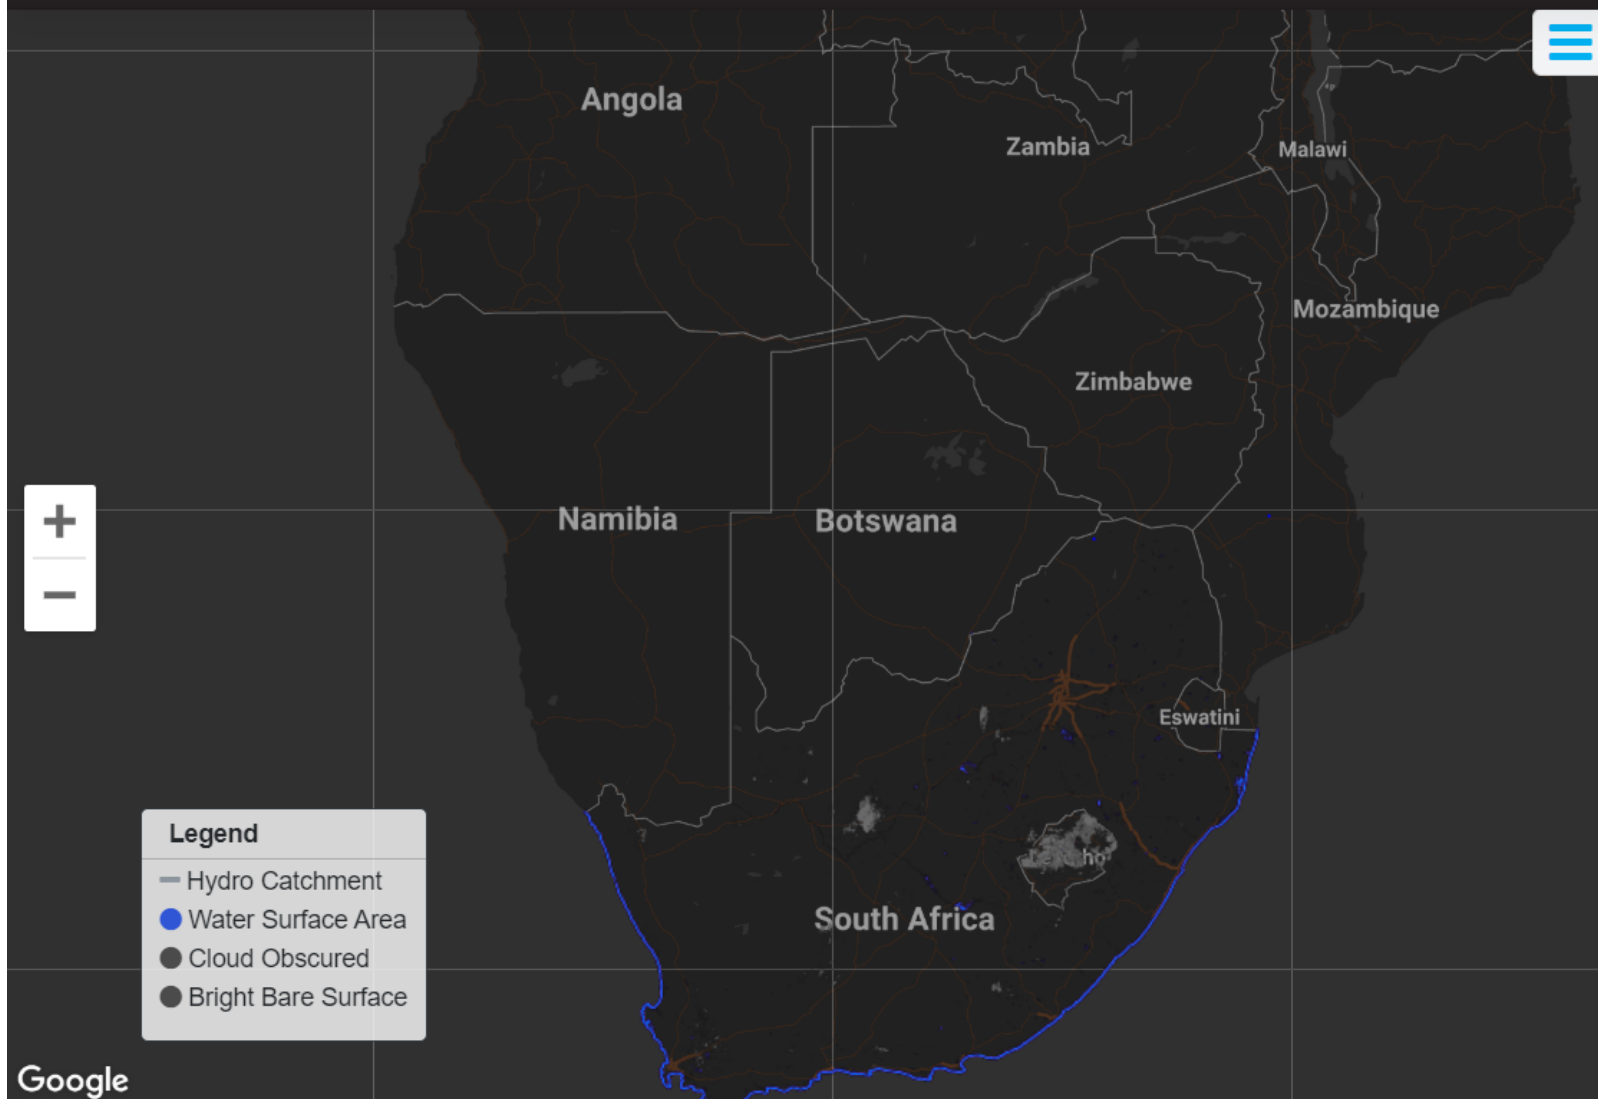 Angola
Zambia
Malawi
Mozambique
Zimbabwe
Namibia
Botswana
Eswatini
Lesotho
South Africa
Legend
Hydro Catchment
Water Surface Area
Cloud Obscured
Bright Bare Surface
Google